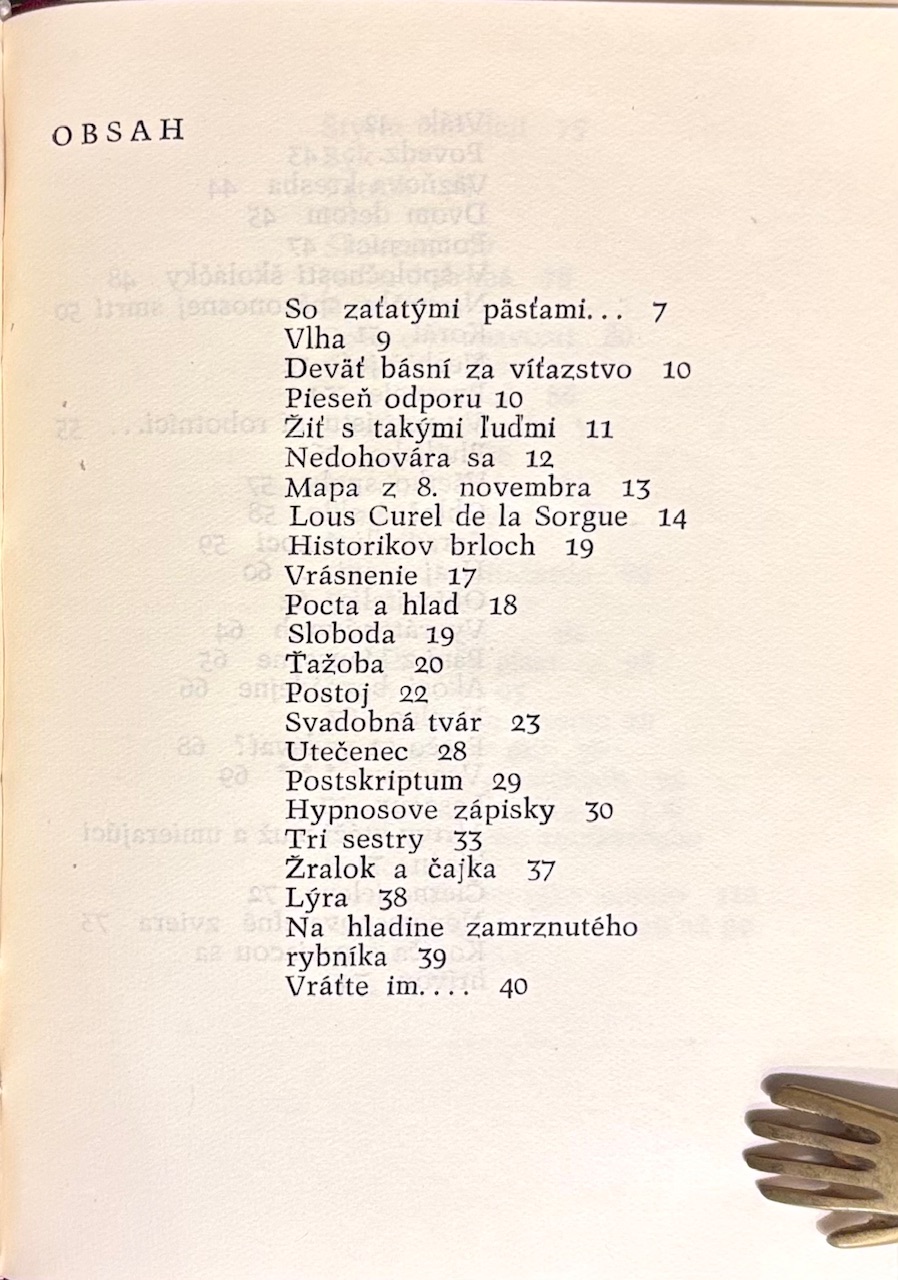 OBSAH
So zaťatými päsťami... 7
Vlha 9
Deväť básní za víťazstvo 10
Pieseň odporu 10
Žiť s takými ľuďmi 11
Nedohovára sa 12
Mapa z 8. novembra 13
Lous Curel de la Sorgue 14
Historikov brloch 19
Vrásnenie 17
Pocta a hlad 18
Sloboda 19
Ťažoba 20
Postoj 22
Svadobná tvár 23
Utečenec 28
Postskriptum 29
Hypnosove zápisky 30
Tri sestry 33
Žralok a čajka 37
Lýra 38
Na hladine zamrznutého
rybníka 39
Vráťte im.... 40